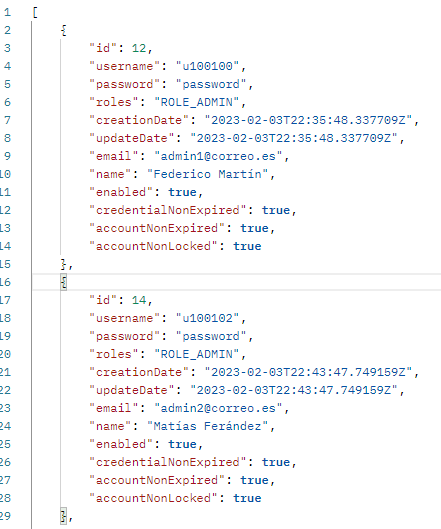 1 [
2 {
3 "id": 12,
4 "username": "u100100",
5 "password": "password",
6 "roles": "ROLE_ADMIN",
7 "creationDate": "2023-02-03T22:35:48.337709Z",
8 "updateDate": "2023-02-03T22:35:48.337709Z",
9 "email": "admin1@correo.es",
10 "name": "Federico Martín",
11 "enabled": true,
12 "credentialNonExpired": true,
13 "accountNonExpired": true,
14 "accountNonLocked": true
15 },
16 {
17 "id": 14,
18 "username": "u100102",
19 "password": "password",
20 "roles": "ROLE_ADMIN",
21 "creationDate": "2023-02-03T22:43:47.749159Z",
22 "updateDate": "2023-02-03T22:43:47.749159Z",
23 "email": "admin2@correo.es",
24 "name": "Matías Ferández",
25 "enabled": true,
26 "credentialNonExpired": true,
27 "accountNonExpired": true,
28 "accountNonLocked": true
29 },